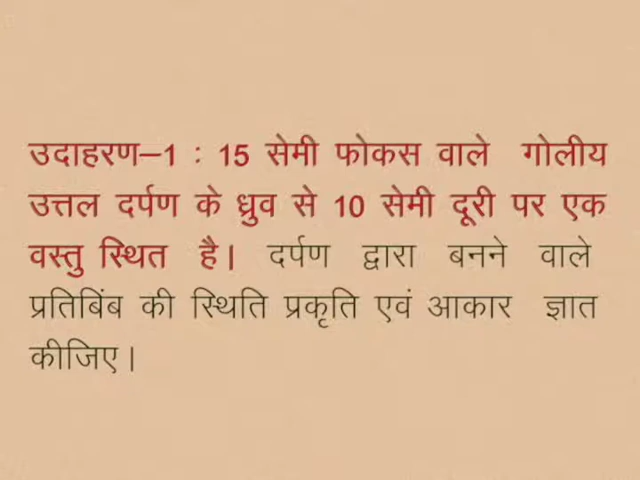 उदाहरण–1 : 15 सेमी फोकस वाले गोलीय
उत्तल दर्पण के ध्रुव से 10 सेमी दूरी पर एक
वस्तु स्थित है। दर्पण द्वारा बनने वाले
प्रतिबिंब की स्थिति प्रकृति एवं आकार ज्ञात
कीजिए।